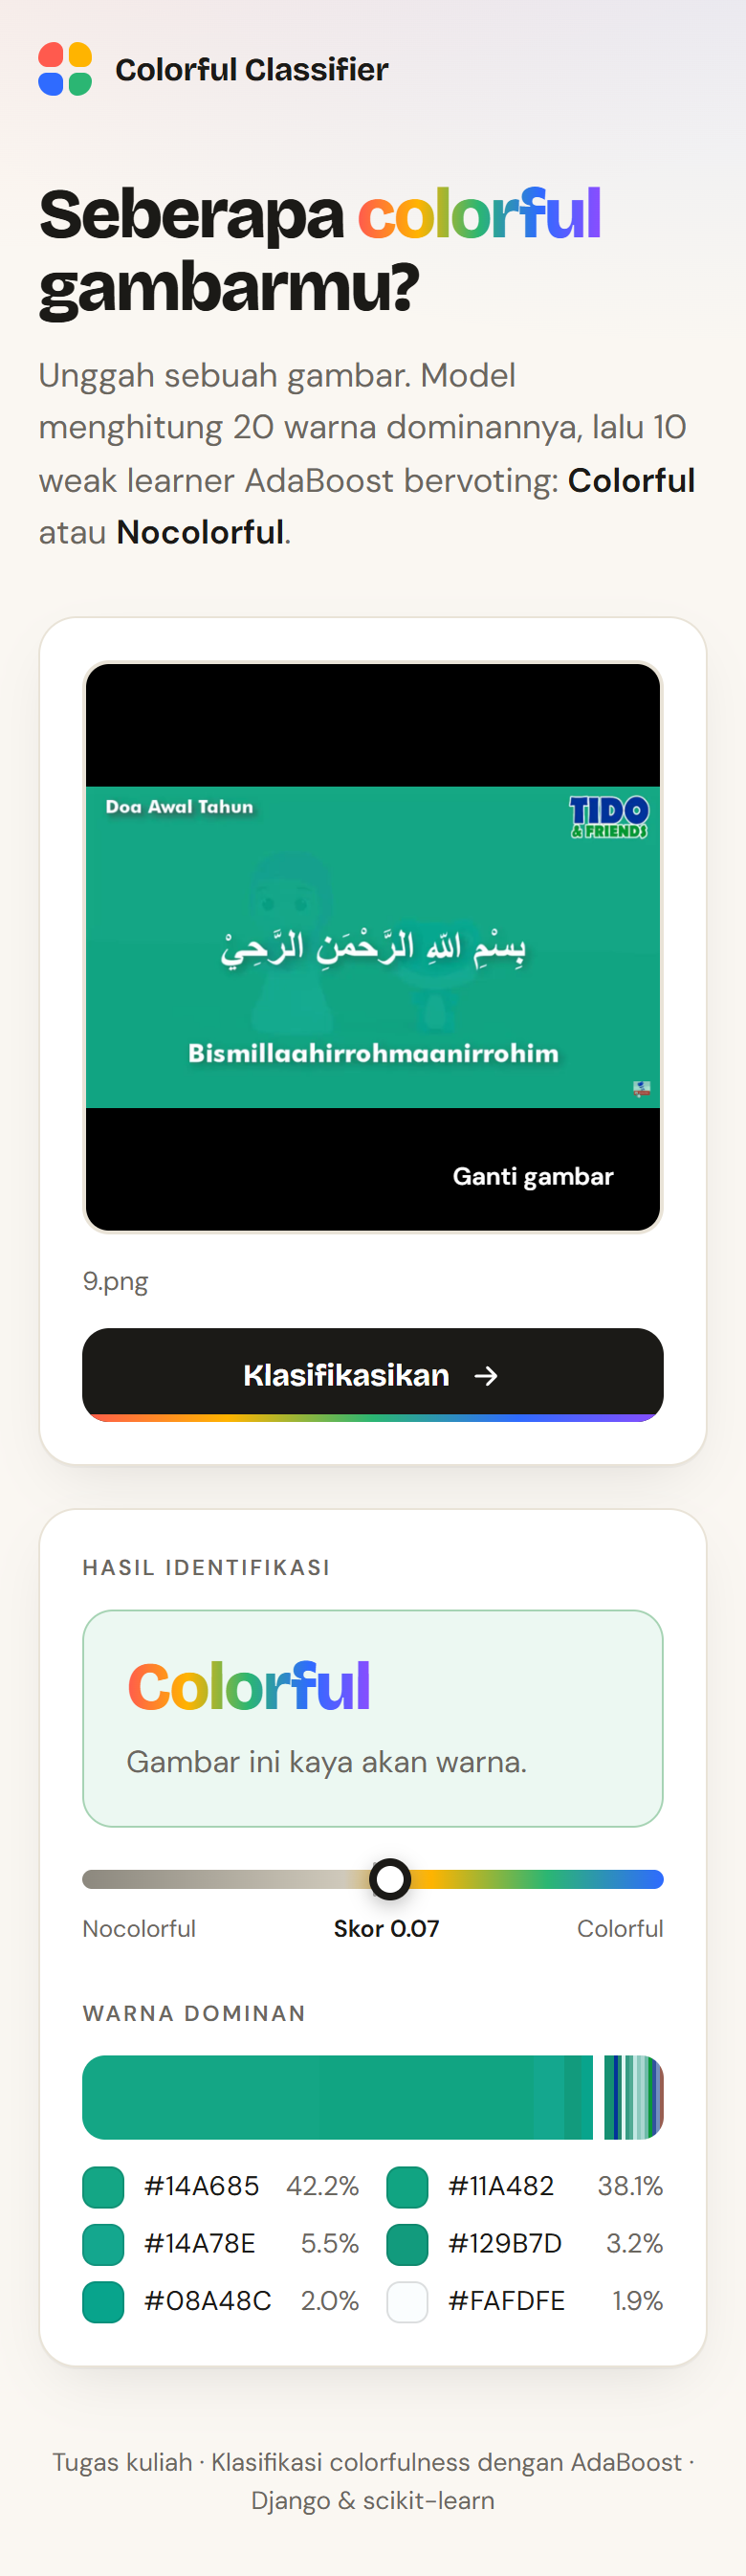 Colorful Classifier
Seberapa colorful
gambarmu?
Unggah sebuah gambar. Model
menghitung 20 warna dominannya, lalu 10
weak learner AdaBoost bervoting: Colorful
atau Nocolorful.
Doa Awal Tahun
TIDO
& FRIENDS
بِسْمِ اللهِ الرَّحْمَنِ الرَّحِيْ
Bismillaahirrohmaanirrohim
Ganti gambar
9.png
Klasifikasikan →
HASIL IDENTIFIKASI
Colorful
Gambar ini kaya akan warna.
Nocolorful Skor 0.07 Colorful
WARNA DOMINAN
#14A685 42.2% #11A482 38.1%
#14A78E 5.5% #129B7D 3.2%
#08A48C 2.0% #FAFDFE 1.9%
Tugas kuliah · Klasifikasi colorfulness dengan AdaBoost ·
Django & scikit-learn